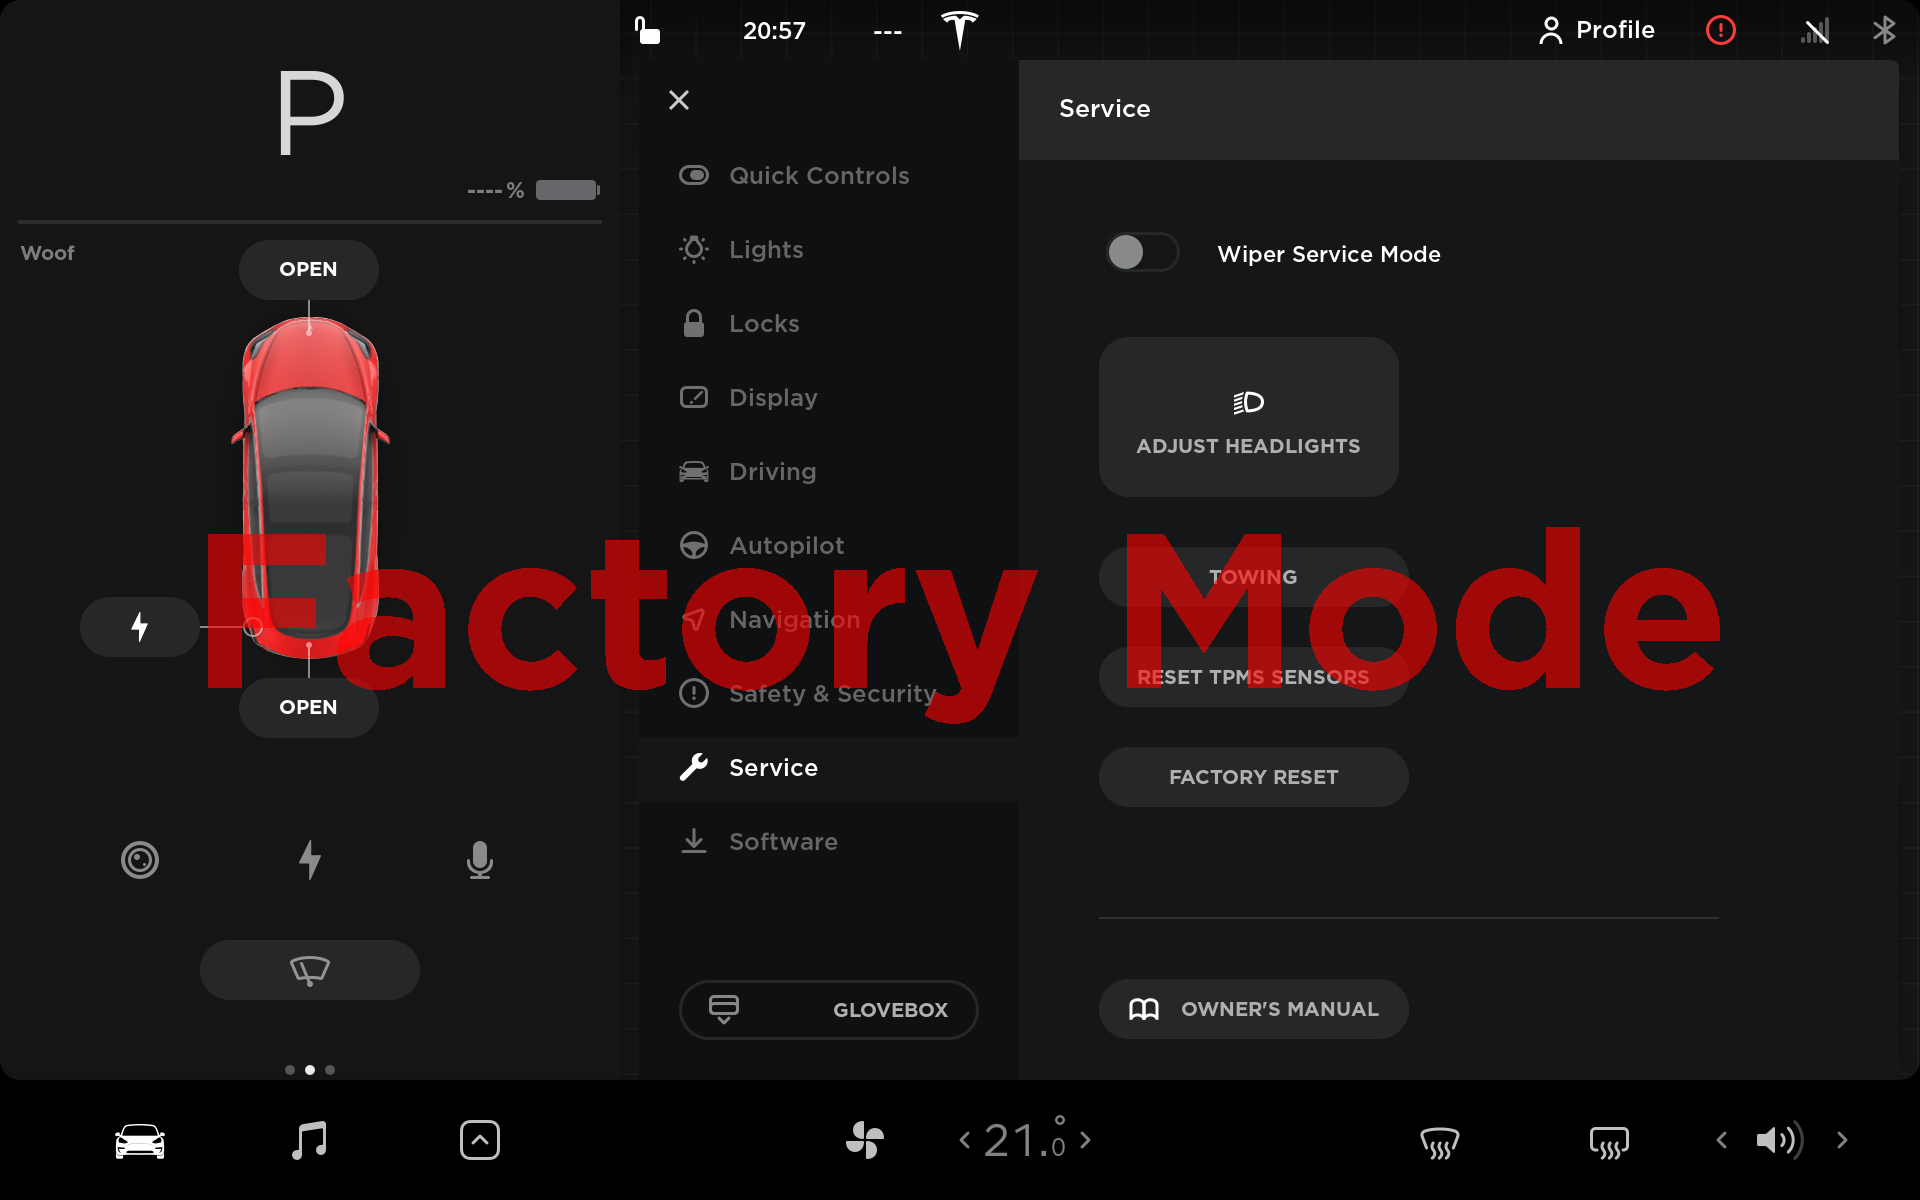 20:57
---
Profile
P
----%
Woof
OPEN
OPEN
Quick Controls
Lights
Locks
Display
Driving
Autopilot
Navigation
Safety & Security
Service
Software
GLOVEBOX
Service
Wiper Service Mode
ADJUST HEADLIGHTS
TOWING
RESET TPMS SENSORS
FACTORY RESET
OWNER'S MANUAL
Factory Mode
21.0°